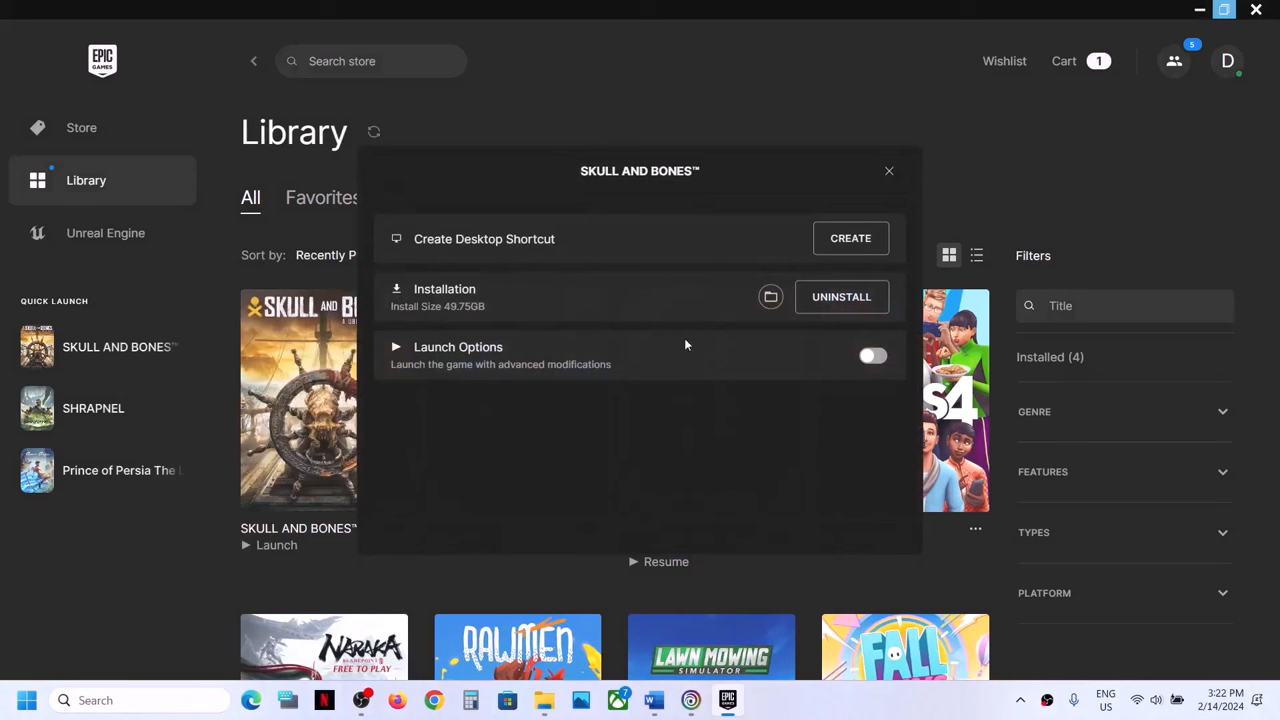 EPIC
GAMES
Search store
Wishlist
Cart
1
5
D
Store
Library
Unreal Engine
QUICK LAUNCH
SKULL AND BONES™
SHRAPNEL
Prince of Persia The L
Library
All
Favorites
Sort by:
Recently P
SKULL AND BONES™
Create Desktop Shortcut
CREATE
Installation
Install Size 49.75GB
UNINSTALL
Launch Options
Launch the game with advanced modifications
SKULL AND B
S4
SKULL AND BONES™
Launch
Resume
Filters
Title
Installed (4)
GENRE
FEATURES
TYPES
PLATFORM
NARAKA
FREE TO PLAY
RAWMEN
LAWN MOWING
SIMULATOR
FALL
Search
7
ENG
US
3:22 PM
2/14/2024